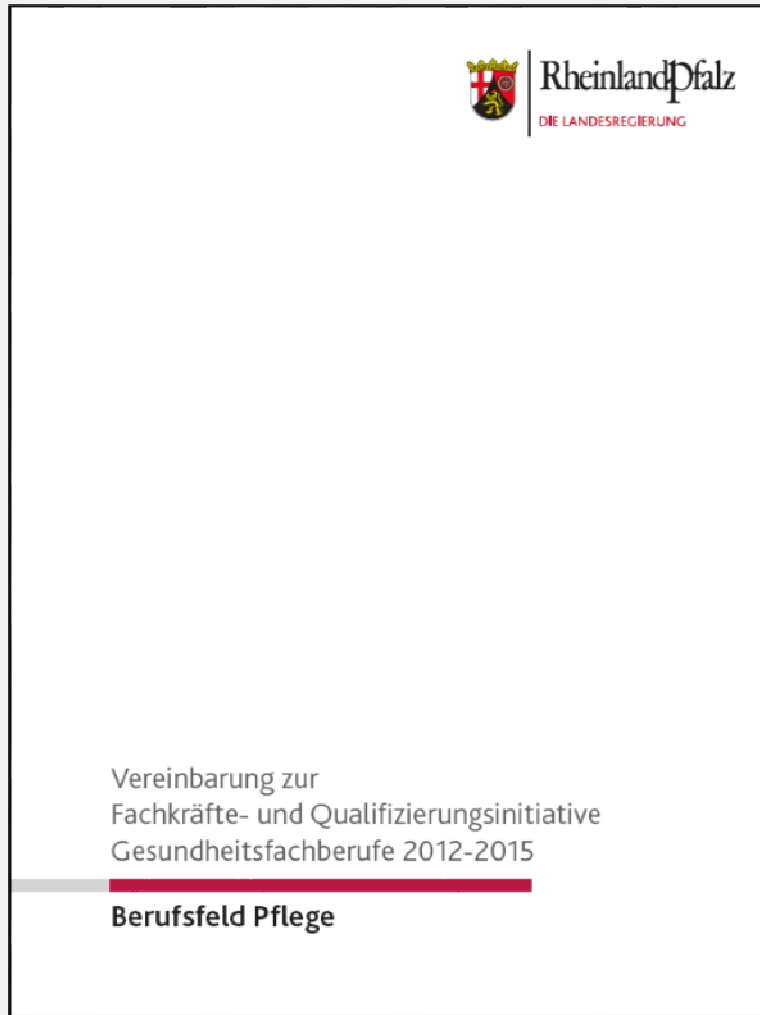 RheinlandPfalz
DIE LANDESREGIERUNG
Vereinbarung zur
Fachkräfte- und Qualifizierungsinitiative
Gesundheitsfachberufe 2012-2015
Berufsfeld Pflege